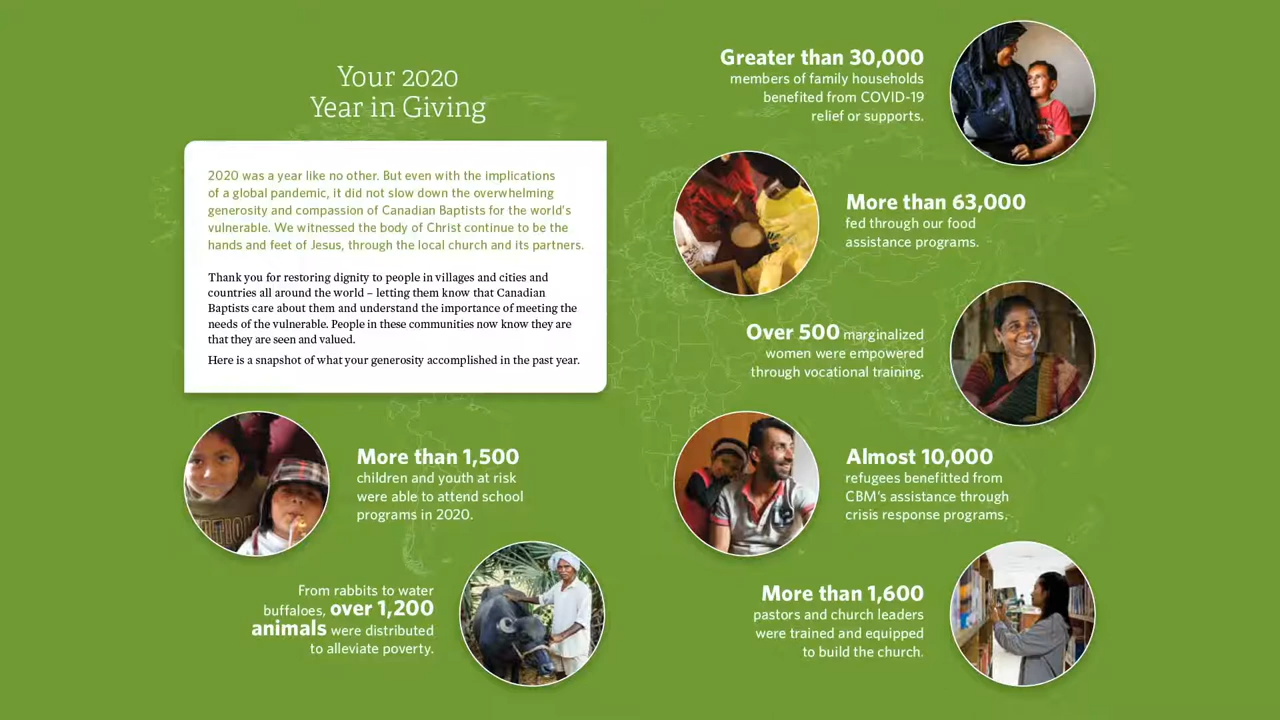 Your 2020
Year in Giving
2020 was a year like no other. But even with the implications
of a global pandemic, it did not slow down the overwhelming
generosity and compassion of Canadian Baptists for the world's
vulnerable. We witnessed the body of Christ continue to be the
hands and feet of Jesus, through the local church and its partners.
Thank you for restoring dignity to people in villages and cities and
countries all around the world – letting them know that Canadian
Baptists care about them and understand the importance of meeting the
needs of the vulnerable. People in these communities now know they are
that they are seen and valued.
Here is a snapshot of what your generosity accomplished in the past year.
More than 1,500
children and youth at risk
were able to attend school
programs in 2020.
From rabbits to water
buffaloes, over 1,200
animals were distributed
to alleviate poverty.
Greater than 30,000
members of family households
benefited from COVID-19
relief or supports.
More than 63,000
fed through our food
assistance programs.
Over 500 marginalized
women were empowered
through vocational training.
Almost 10,000
refugees benefitted from
CBM's assistance through
crisis response programs.
More than 1,600
pastors and church leaders
were trained and equipped
to build the church.